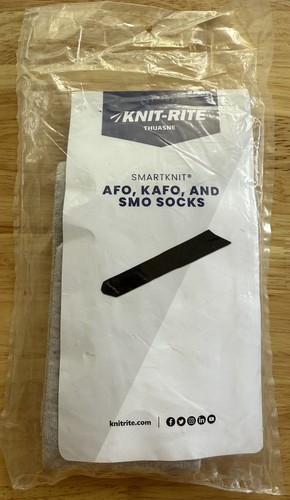 KNIT-RITE
THUASNE
SMARTKNIT®
AFO, KAFO, AND
SMO SOCKS
knitrite.com